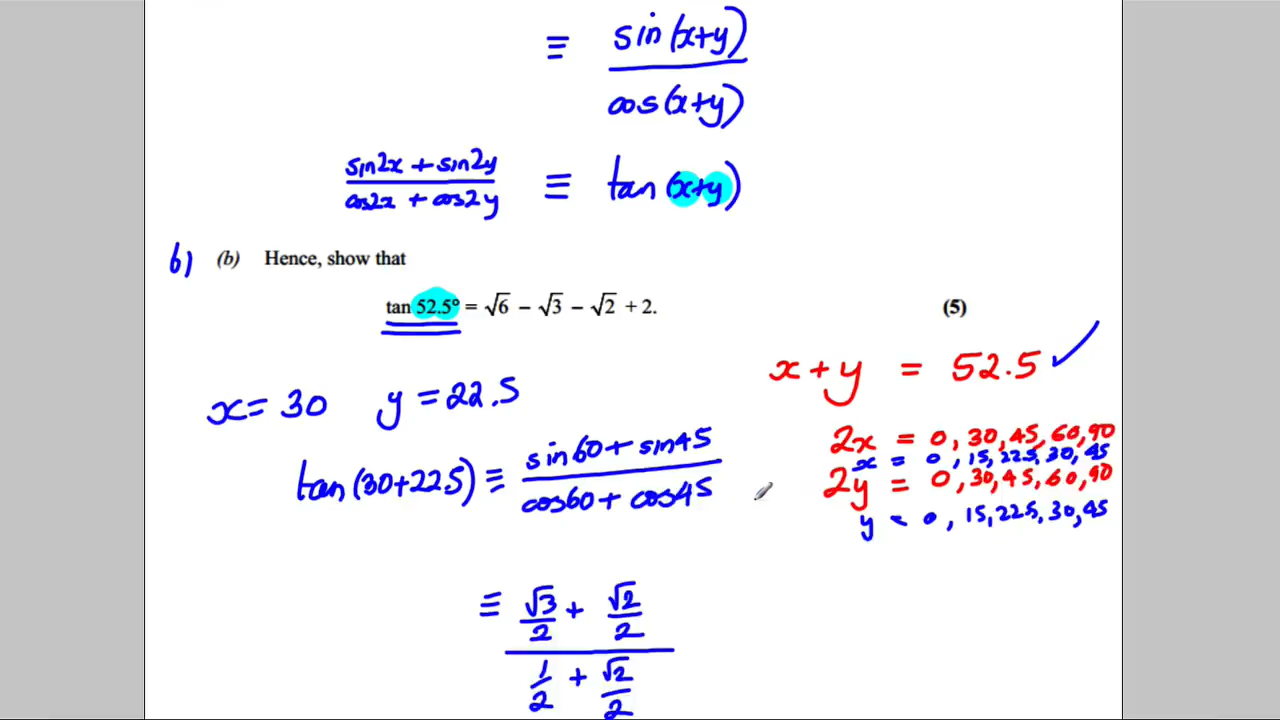 ≡ sin(x+y)
cos(x+y)
sin2x + sin2y
cos2x + cos2y ≡ tan(x+y)
b) (b) Hence, show that
tan 52.5° = √6 − √3 − √2 + 2. (5)
x + y = 52.5 ✓
x = 30 y = 22.5
2x = 0, 30, 45, 60, 90
x = 0, 15, 22.5, 30, 45
2y = 0, 30, 45, 60, 90
y = 0, 15, 22.5, 30, 45
tan(30+22.5) ≡ sin60 + sin45
cos60 + cos45
≡ √3/2 + √2/2
1/2 + √2/2